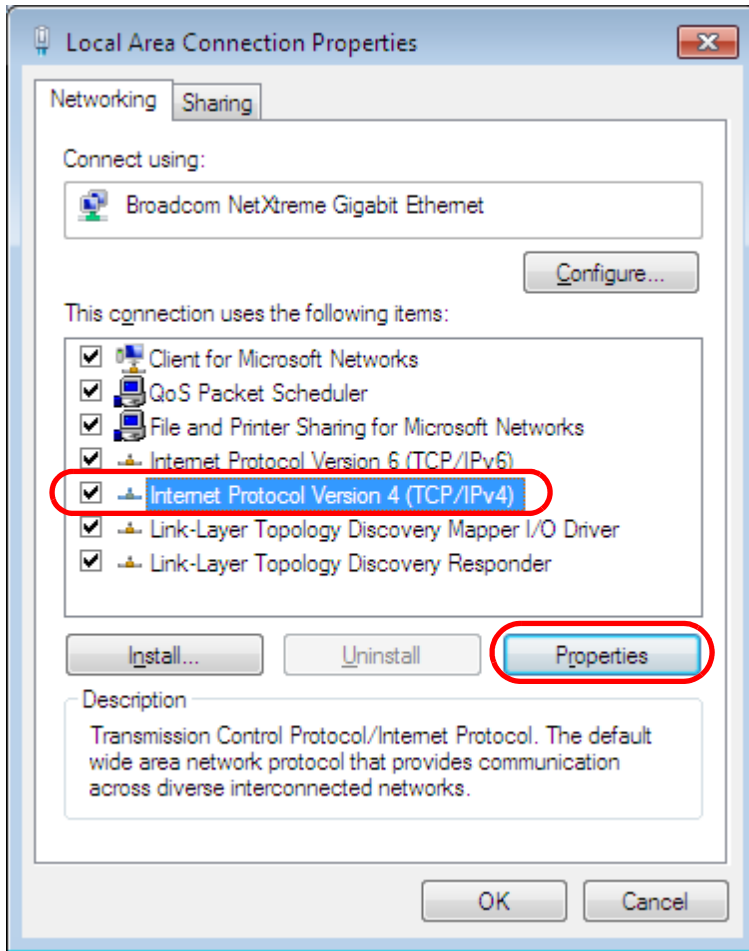 Local Area Connection Properties
Networking
Sharing
Connect using:
Broadcom NetXtreme Gigabit Ethernet
Configure...
This connection uses the following items:
Client for Microsoft Networks
QoS Packet Scheduler
File and Printer Sharing for Microsoft Networks
Internet Protocol Version 6 (TCP/IPv6)
Internet Protocol Version 4 (TCP/IPv4)
Link-Layer Topology Discovery Mapper I/O Driver
Link-Layer Topology Discovery Responder
Install...
Uninstall
Properties
Description
Transmission Control Protocol/Internet Protocol. The default
wide area network protocol that provides communication
across diverse interconnected networks.
OK
Cancel